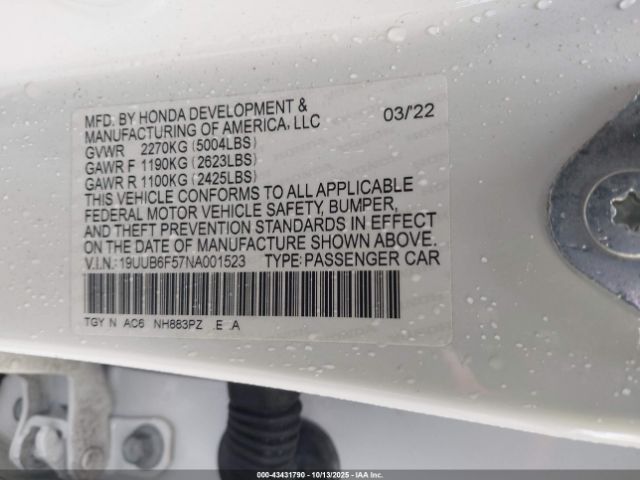 MFD. BY HONDA DEVELOPMENT &
MANUFACTURING OF AMERICA, LLC 03/'22
GVWR 2270KG (5004LBS)
GAWR F 1190KG (2623LBS)
GAWR R 1100KG (2425LBS)
THIS VEHICLE CONFORMS TO ALL APPLICABLE
FEDERAL MOTOR VEHICLE SAFETY, BUMPER,
AND THEFT PREVENTION STANDARDS IN EFFECT
ON THE DATE OF MANUFACTURE SHOWN ABOVE.
V.I.N.:19UUB6F57NA001523 TYPE:PASSENGER CAR
TGY N AC6 NH883PZ E A
000-43431790 - 10/13/2025 - IAA Inc.